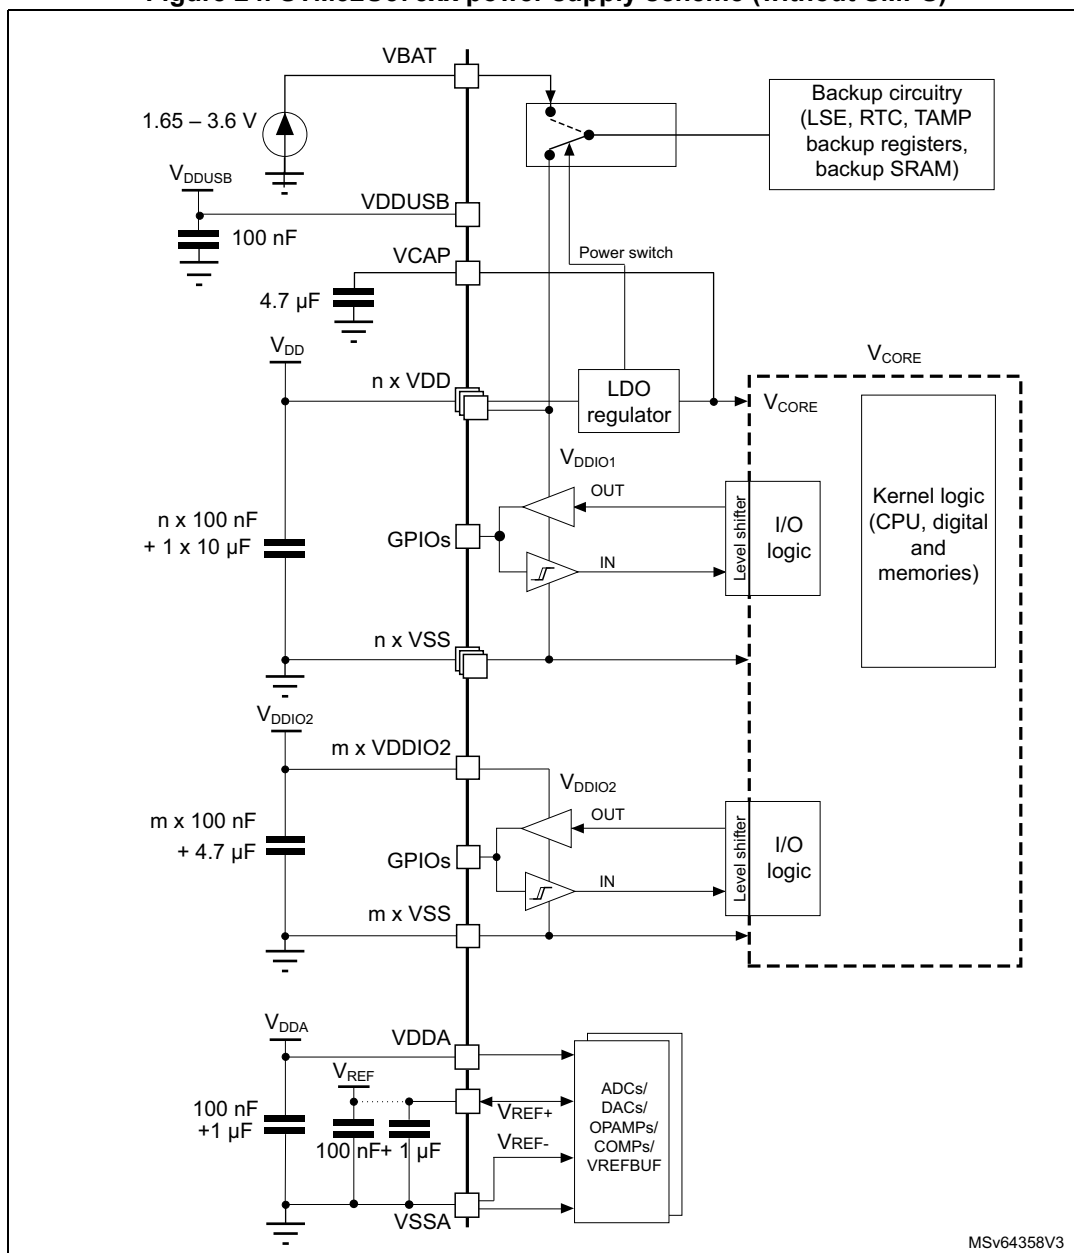 VBAT
1.65 – 3.6 V
Backup circuitry
(LSE, RTC, TAMP
backup registers,
backup SRAM)
VDDUSB
VDDUSB
100 nF
Power switch
VCAP
4.7 µF
VDD
n x VDD
LDO
regulator
VCORE
VCORE
VDDIO1
OUT
IN
Level shifter
I/O
logic
Kernel logic
(CPU, digital
and
memories)
n x 100 nF
+ 1 x 10 µF
GPIOs
n x VSS
VDDIO2
m x VDDIO2
VDDIO2
OUT
IN
Level shifter
I/O
logic
m x 100 nF
+ 4.7 µF
GPIOs
m x VSS
VDDA
VDDA
VREF
100 nF
+1 µF
100 nF+ 1 µF
VREF+
VREF-
ADCs/
DACs/
OPAMPs/
COMPs/
VREFBUF
VSSA
MSv64358V3